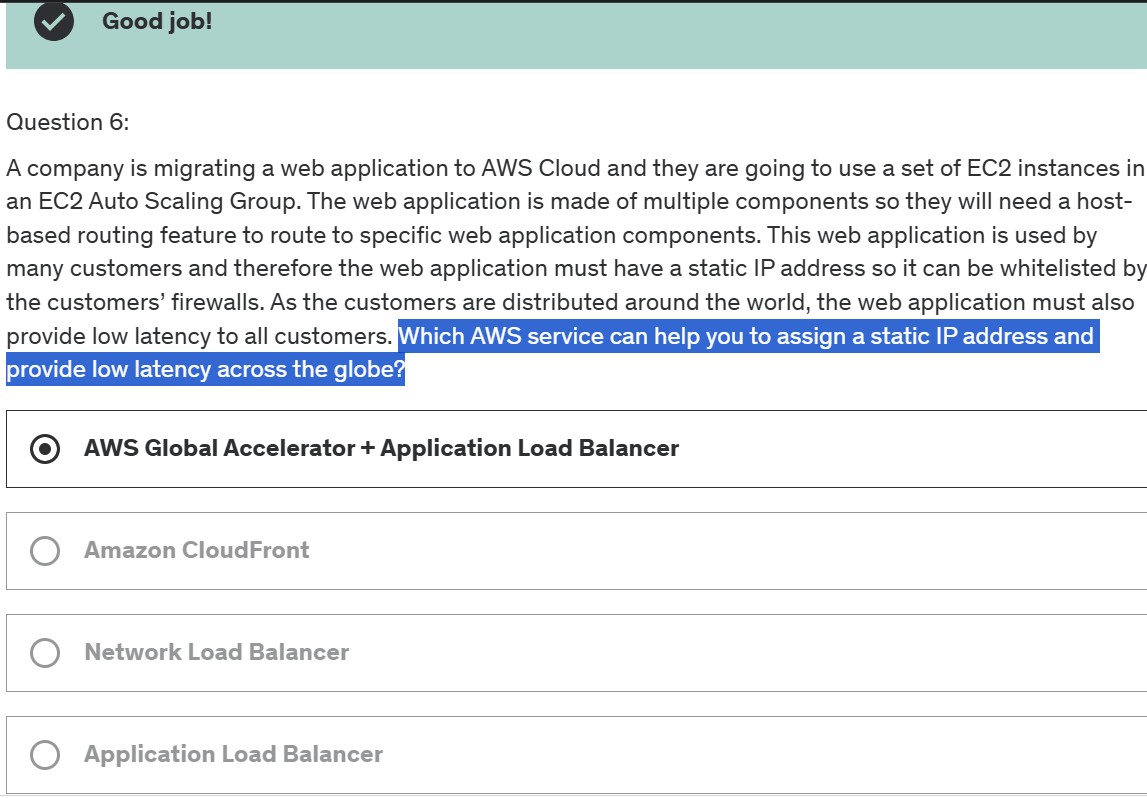 Good job!
Question 6:
A company is migrating a web application to AWS Cloud and they are going to use a set of EC2 instances in
an EC2 Auto Scaling Group. The web application is made of multiple components so they will need a host-
based routing feature to route to specific web application components. This web application is used by
many customers and therefore the web application must have a static IP address so it can be whitelisted by
the customers’ firewalls. As the customers are distributed around the world, the web application must also
provide low latency to all customers. Which AWS service can help you to assign a static IP address and
provide low latency across the globe?
AWS Global Accelerator + Application Load Balancer
Amazon CloudFront
Network Load Balancer
Application Load Balancer